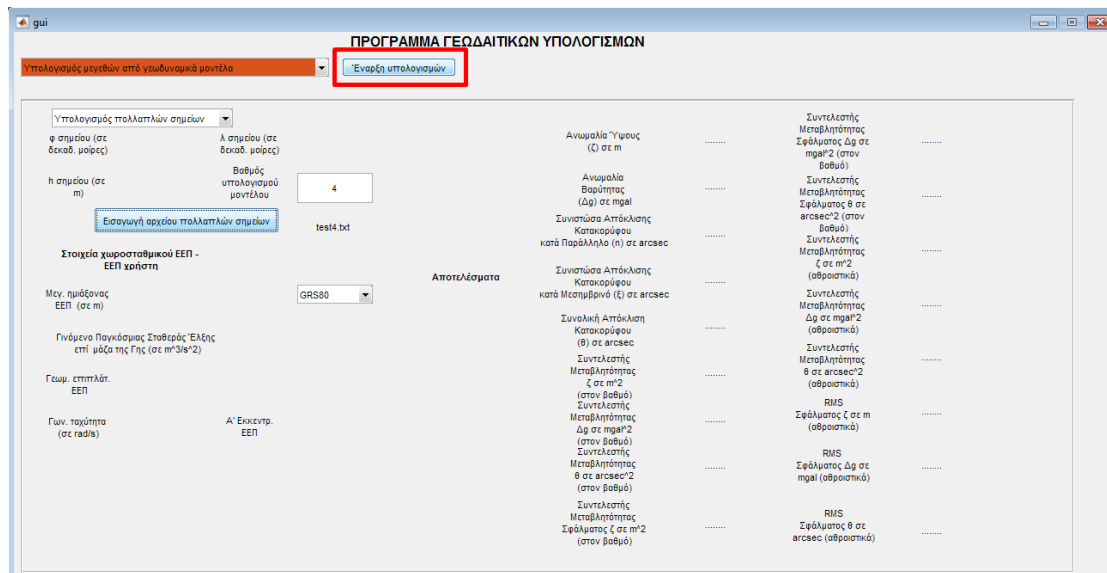 gui
ΠΡΟΓΡΑΜΜΑ ΓΕΩΔΑΙΤΙΚΩΝ ΥΠΟΛΟΓΙΣΜΩΝ
Υπολογισμός μεγεθών από γεωδυναμικά μοντέλα
Έναρξη υπολογισμών
Υπολογισμός πολλαπλών σημείων
φ σημείου (σε
δεκαδ. μοίρες)
λ σημείου (σε
δεκαδ. μοίρες)
h σημείου (σε
m)
Βαθμός
υπολογισμού
μοντέλου
4
Εισαγωγή αρχείου πολλαπλών σημείων
test4.txt
Στοιχεία χωροσταθμικού ΕΕΠ -
ΕΕΠ χρήστη
Μεγ. ημιάξονας
ΕΕΠ (σε m)
GRS80
Γινόμενο Παγκόσμιας Σταθεράς Έλξης
επί μάζα της Γης (σε m^3/s^2)
Γεωμ. επιπλάτ.
ΕΕΠ
Γων. ταχύτητα
(σε rad/s)
Α' Εκκεντρ.
ΕΕΠ
Αποτελέσματα
Ανωμαλία Ύψους
(ζ) σε m
........
Ανωμαλία
Βαρύτητας
(Δg) σε mgal
........
Συνιστώσα Απόκλισης
Κατακορύφου
κατά Παράλληλο (n) σε arcsec
........
Συνιστώσα Απόκλισης
Κατακορύφου
κατά Μεσημβρινό (ξ) σε arcsec
........
Συνολική Απόκλιση
Κατακορύφου
(θ) σε arcsec
........
Συντελεστής
Μεταβλητότητας
ζ σε m^2
(στον βαθμό)
........
Συντελεστής
Μεταβλητότητας
Δg σε mgal^2
(στον βαθμό)
........
Συντελεστής
Μεταβλητότητας
θ σε arcsec^2
(στον βαθμό)
........
Συντελεστής
Μεταβλητότητας
Σφάλματος ζ σε m^2
(στον βαθμό)
........
Συντελεστής
Μεταβλητότητας
Σφάλματος Δg σε
mgal^2 (στον
βαθμό)
........
Συντελεστής
Μεταβλητότητας
Σφάλματος θ σε
arcsec^2 (στον
βαθμό)
........
Συντελεστής
Μεταβλητότητας
ζ σε m^2
(αθροιστικά)
........
Συντελεστής
Μεταβλητότητας
Δg σε mgal^2
(αθροιστικά)
........
Συντελεστής
Μεταβλητότητας
θ σε arcsec^2
(αθροιστικά)
........
RMS
Σφάλματος ζ σε m
(αθροιστικά)
........
RMS
Σφάλματος Δg σε
mgal (αθροιστικά)
........
RMS
Σφάλματος θ σε
arcsec (αθροιστικά)
........